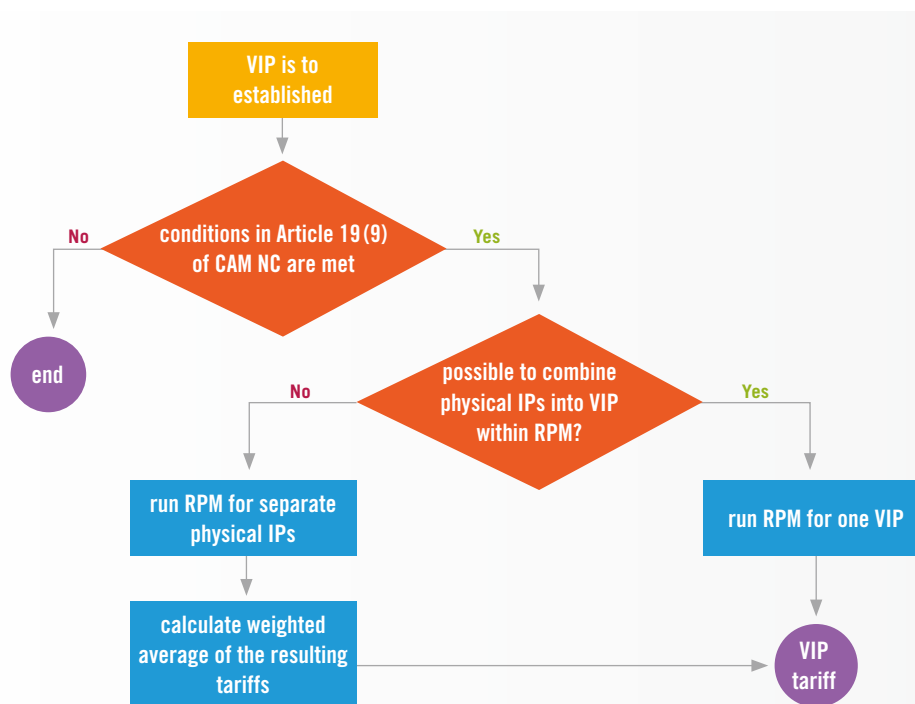 VIP is to
established
conditions in Article 19(9)
of CAM NC are met
No
Yes
end
possible to combine
physical IPs into VIP
within RPM?
No
Yes
run RPM for separate
physical IPs
run RPM for one VIP
calculate weighted
average of the resulting
tariffs
VIP
tariff